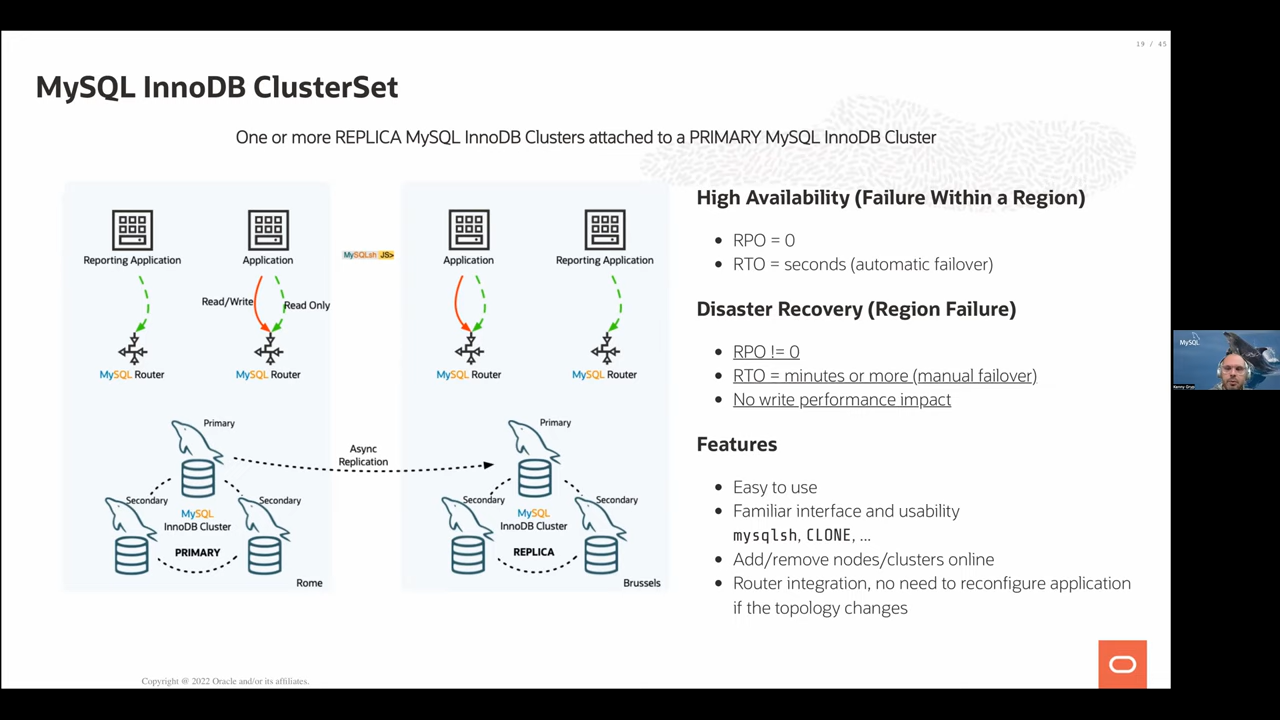 19 / 45
MySQL InnoDB ClusterSet
One or more REPLICA MySQL InnoDB Clusters attached to a PRIMARY MySQL InnoDB Cluster
Reporting Application
Application
MySQLsh JS>
Application
Reporting Application
Read/Write
Read Only
MySQL Router
MySQL Router
MySQL Router
MySQL Router
Primary
Async
Replication
Primary
Secondary
Secondary
MySQL
InnoDB Cluster
PRIMARY
Rome
Secondary
Secondary
MySQL
InnoDB Cluster
REPLICA
Brussels
High Availability (Failure Within a Region)
RPO = 0
RTO = seconds (automatic failover)
Disaster Recovery (Region Failure)
RPO != 0
RTO = minutes or more (manual failover)
No write performance impact
Features
Easy to use
Familiar interface and usability
mysqlsh, CLONE, ...
Add/remove nodes/clusters online
Router integration, no need to reconfigure application
if the topology changes
Copyright @ 2022 Oracle and/or its affiliates.
MySQL